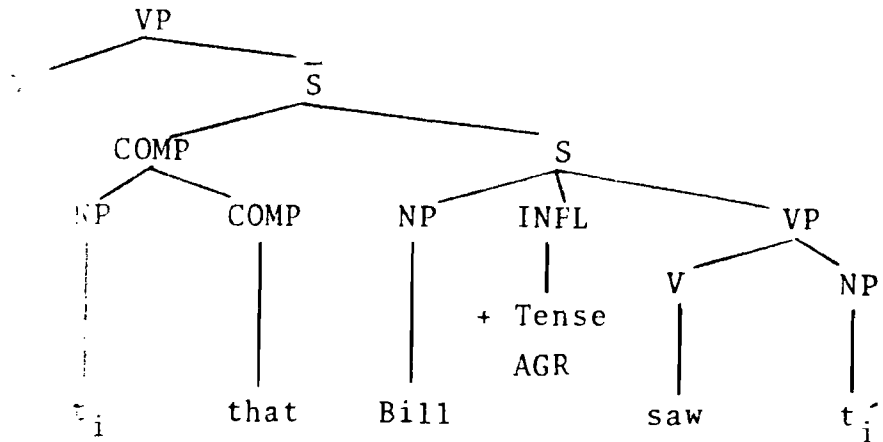 VP
S̄
COMP S
NP COMP NP INFL VP
V NP
+ Tense
AGR
t_i that Bill saw t_i